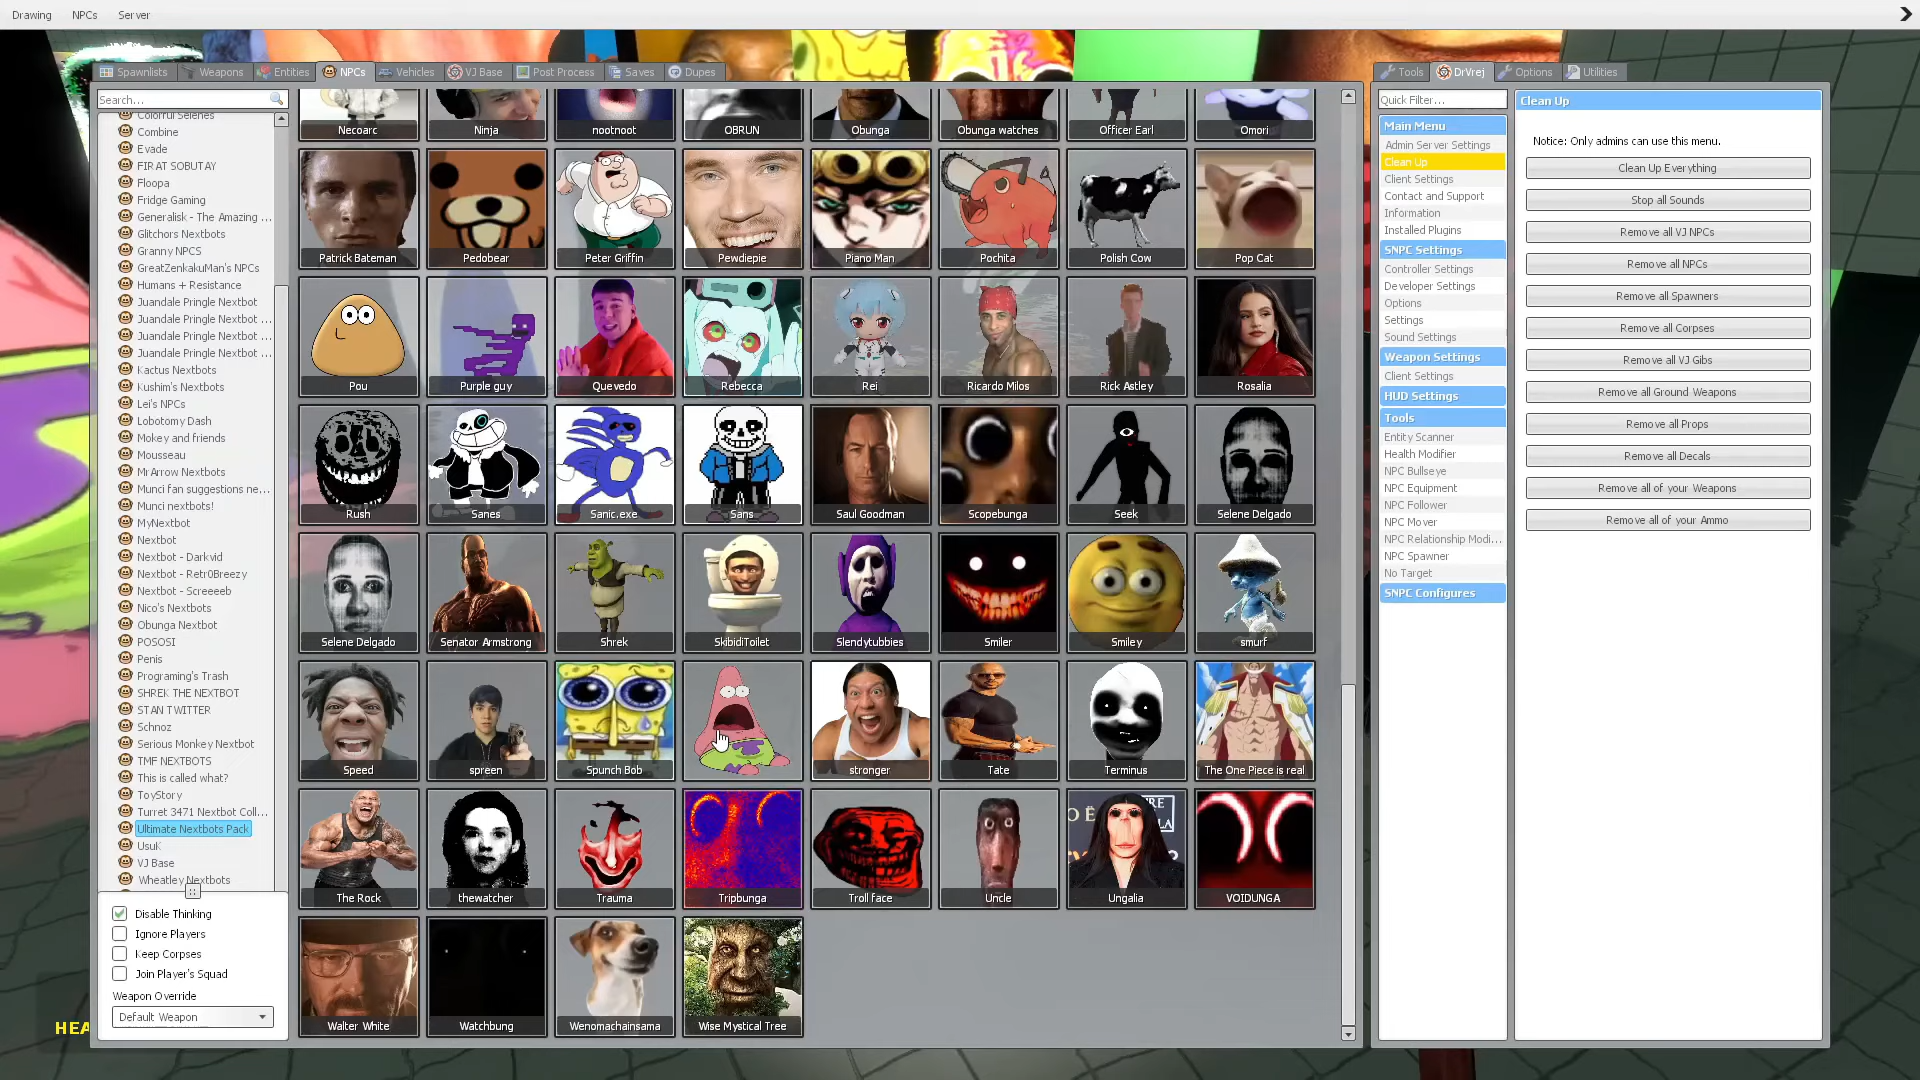 Drawing NPCs Server
Spawnlists Weapons Entities NPCs Vehicles VJ Base Post Process Saves Dupes
Search...
Colorful Selenes
Combine
Evade
FIRAT SOBUTAY
Floopa
Fridge Gaming
Generalisk - The Amazing ...
Glitchors Nextbots
Granny NPCS
GreatZenkakuMan's NPCs
Humans + Resistance
Juandale Pringle Nextbot
Juandale Pringle Nextbot ...
Juandale Pringle Nextbot ...
Juandale Pringle Nextbot ...
Kactus Nextbots
Kushim's Nextbots
Lei's NPCs
Lobotomy Dash
Mokey and friends
Mousseau
MrArrow Nextbots
Munci fan suggestions ne...
Munci nextbots!
MyNextbot
Nextbot
Nextbot - Darkvid
Nextbot - Retr0Breezy
Nextbot - Screeeeb
Nico's Nextbots
Obunga Nextbot
POSOSI
Penis
Programing's Trash
SHREK THE NEXTBOT
STAN TWITTER
Schnoz
Serious Monkey Nextbot
TMF NEXTBOTS
This is called what?
ToyStory
Turret 3471 Nextbot Coll...
Ultimate Nextbots Pack
UsuK
VJ Base
Wheatley Nextbots
Disable Thinking
Ignore Players
Keep Corpses
Join Player's Squad
Weapon Override
Default Weapon
HEA
Necoarc Ninja nootnoot OBRUN Obunga Obunga watches Officer Earl Omori
Patrick Bateman Pedobear Peter Griffin Pewdiepie Piano Man Pochita Polish Cow Pop Cat
Pou Purple guy Quevedo Rebecca Rei Ricardo Milos Rick Astley Rosalia
Rush Sanes Sanic.exe Sans Saul Goodman Scopebunga Seek Selene Delgado
Selene Delgado Senator Armstrong Shrek SkibidiToilet Slendytubbies Smiler Smiley smurf
Speed spreen Spunch Bob stronger Tate Terminus The One Piece is real
The Rock thewatcher Trauma Tripbunga Troll face Uncle Ungalia VOIDUNGA
Walter White Watchbung Wenomachainsama Wise Mystical Tree
Tools DrVrej Options Utilities
Quick Filter...
Main Menu
Admin Server Settings
Clean Up
Client Settings
Contact and Support
Information
Installed Plugins
SNPC Settings
Controller Settings
Developer Settings
Options
Settings
Sound Settings
Weapon Settings
Client Settings
HUD Settings
Tools
Entity Scanner
Health Modifier
NPC Bullseye
NPC Equipment
NPC Follower
NPC Mover
NPC Relationship Modi...
NPC Spawner
No Target
SNPC Configures
Clean Up
Notice: Only admins can use this menu.
Clean Up Everything
Stop all Sounds
Remove all VJ NPCs
Remove all NPCs
Remove all Spawners
Remove all Corpses
Remove all VJ Gibs
Remove all Ground Weapons
Remove all Props
Remove all Decals
Remove all of your Weapons
Remove all of your Ammo